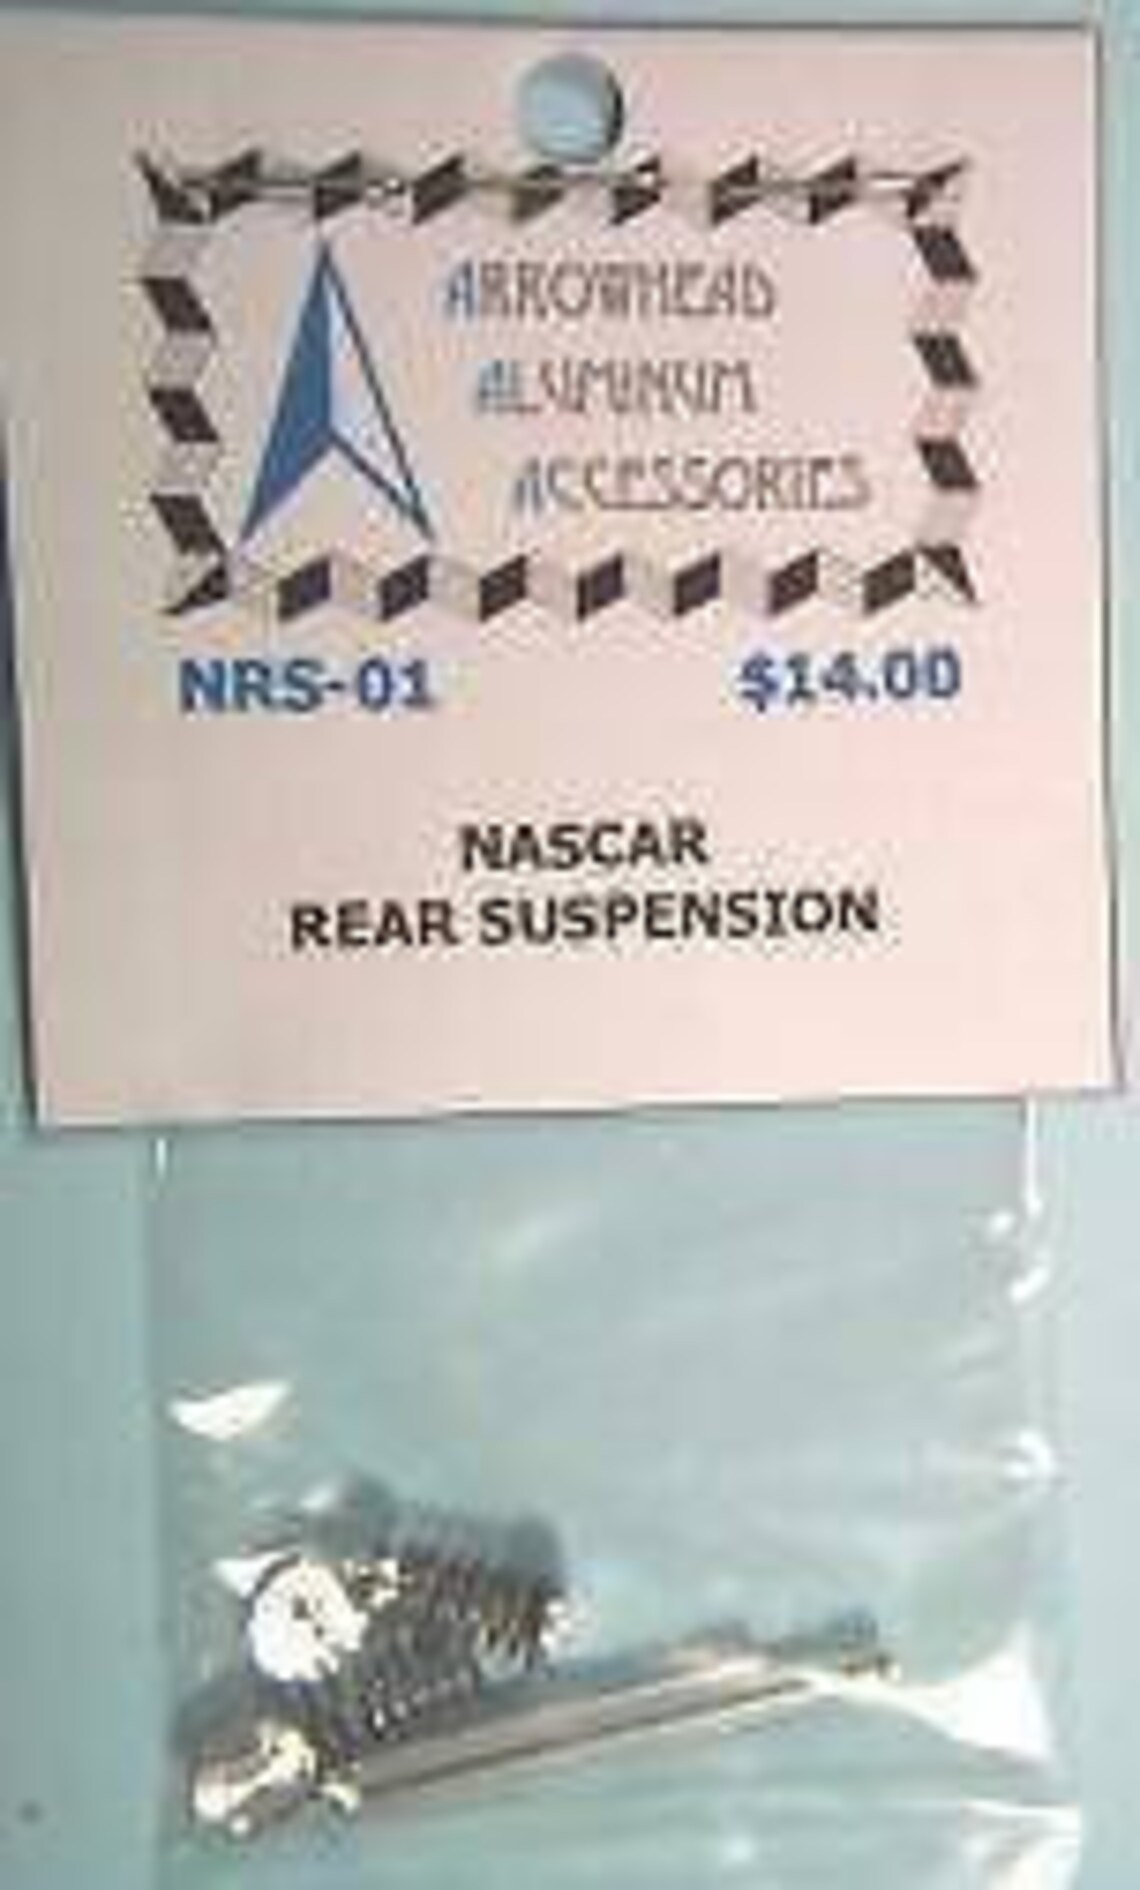 ARROWHEAD
ALUMINUM
ACCESSORIES
NRS-01 $14.00
NASCAR
REAR SUSPENSION